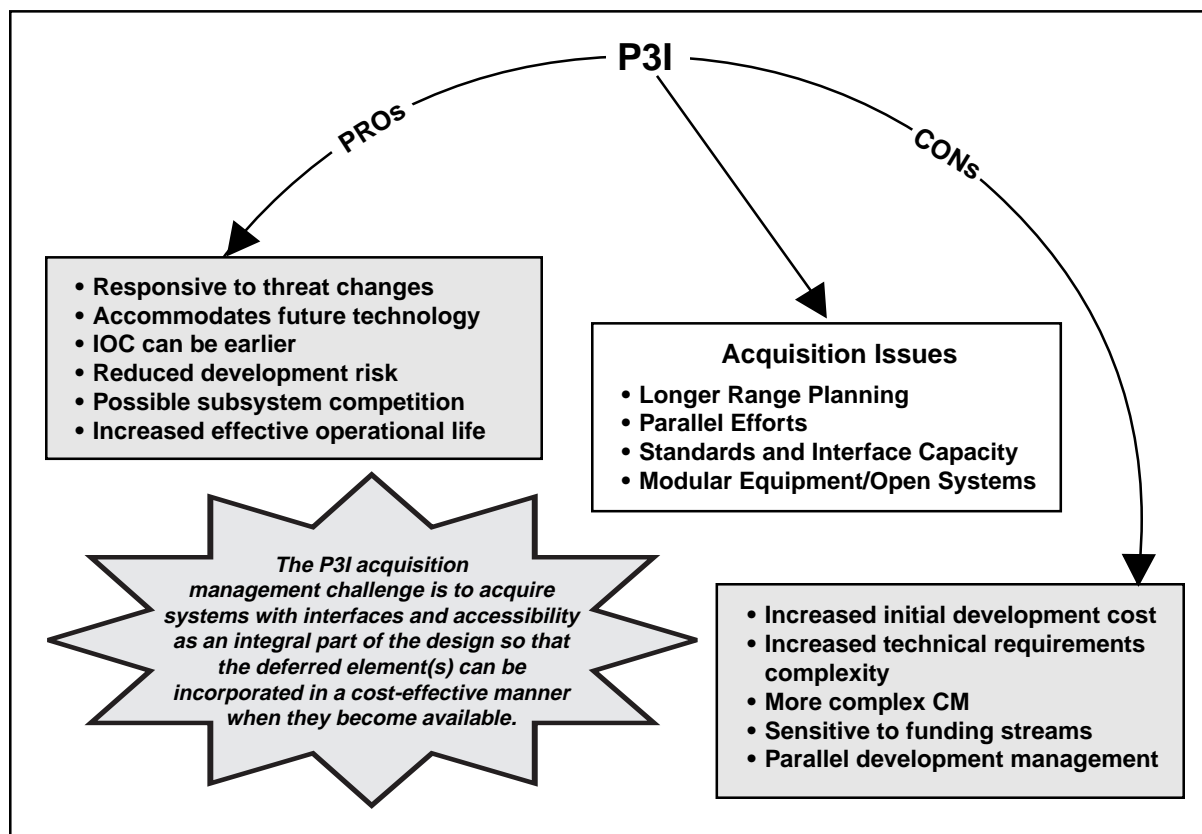 P3I
PROs
CONs
• Responsive to threat changes
• Accommodates future technology
• IOC can be earlier
• Reduced development risk
• Possible subsystem competition
• Increased effective operational life
Acquisition Issues
• Longer Range Planning
• Parallel Efforts
• Standards and Interface Capacity
• Modular Equipment/Open Systems
The P3I acquisition
management challenge is to acquire
systems with interfaces and accessibility
as an integral part of the design so that
the deferred element(s) can be
incorporated in a cost-effective manner
when they become available.
• Increased initial development cost
• Increased technical requirements
complexity
• More complex CM
• Sensitive to funding streams
• Parallel development management